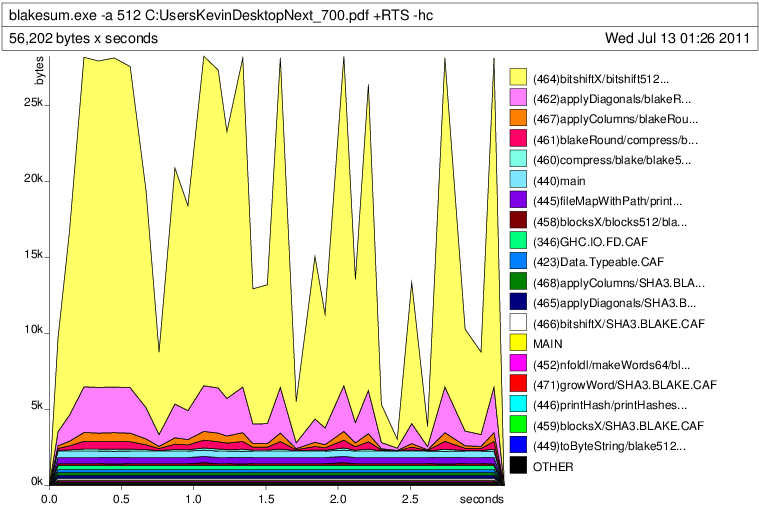 blakesum.exe -a 512 C:UsersKevinDesktopNext_700.pdf +RTS -hc
56,202 bytes x seconds
Wed Jul 13 01:26 2011
bytes
25k
20k
15k
10k
5k
0k
0.0
0.5
1.0
1.5
2.0
2.5
seconds
(464)bitshiftX/bitshift512...
(462)applyDiagonals/blakeR...
(467)applyColumns/blakeRou...
(461)blakeRound/compress/b...
(460)compress/blake/blake5...
(440)main
(445)fileMapWithPath/print...
(458)blocksX/blocks512/bla...
(346)GHC.IO.FD.CAF
(423)Data.Typeable.CAF
(468)applyColumns/SHA3.BLA...
(465)applyDiagonals/SHA3.B...
(466)bitshiftX/SHA3.BLAKE.CAF
MAIN
(452)nfoldl/makeWords64/bl...
(471)growWord/SHA3.BLAKE.CAF
(446)printHash/printHashes...
(459)blocksX/SHA3.BLAKE.CAF
(449)toByteString/blake512...
OTHER